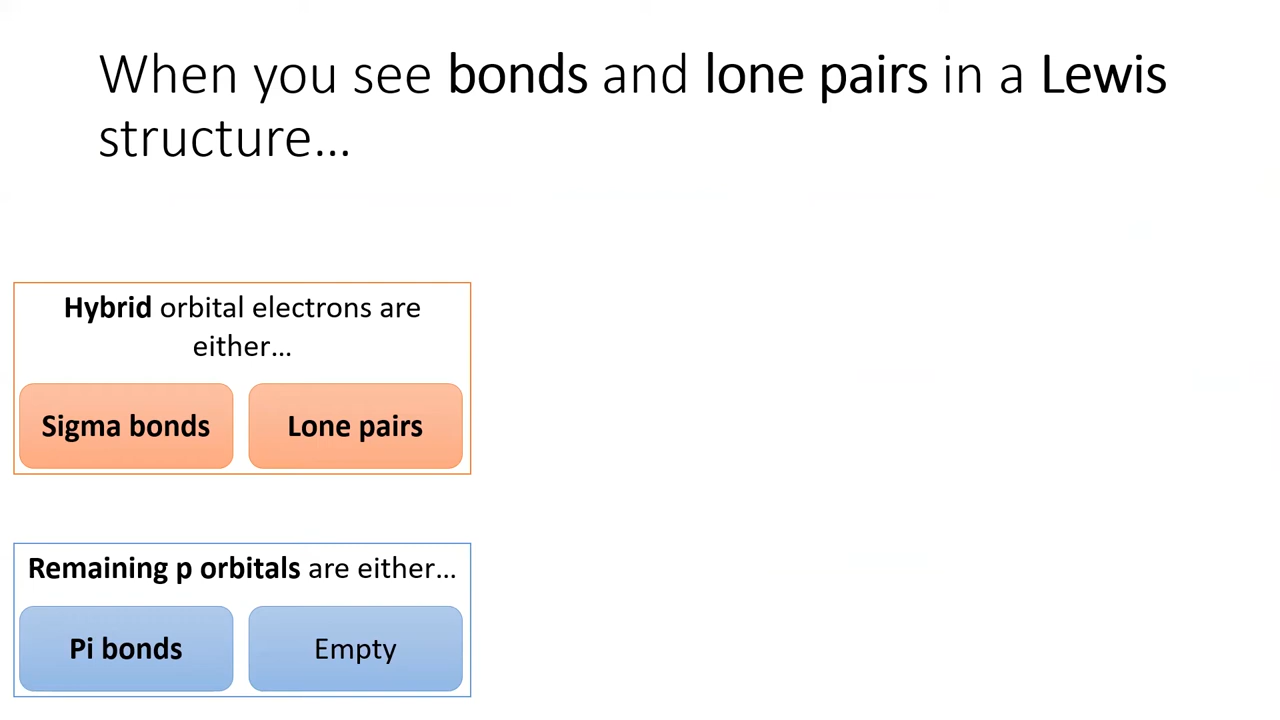 When you see bonds and lone pairs in a Lewis
structure…
Hybrid orbital electrons are
either…
Sigma bonds
Lone pairs
Remaining p orbitals are either…
Pi bonds
Empty